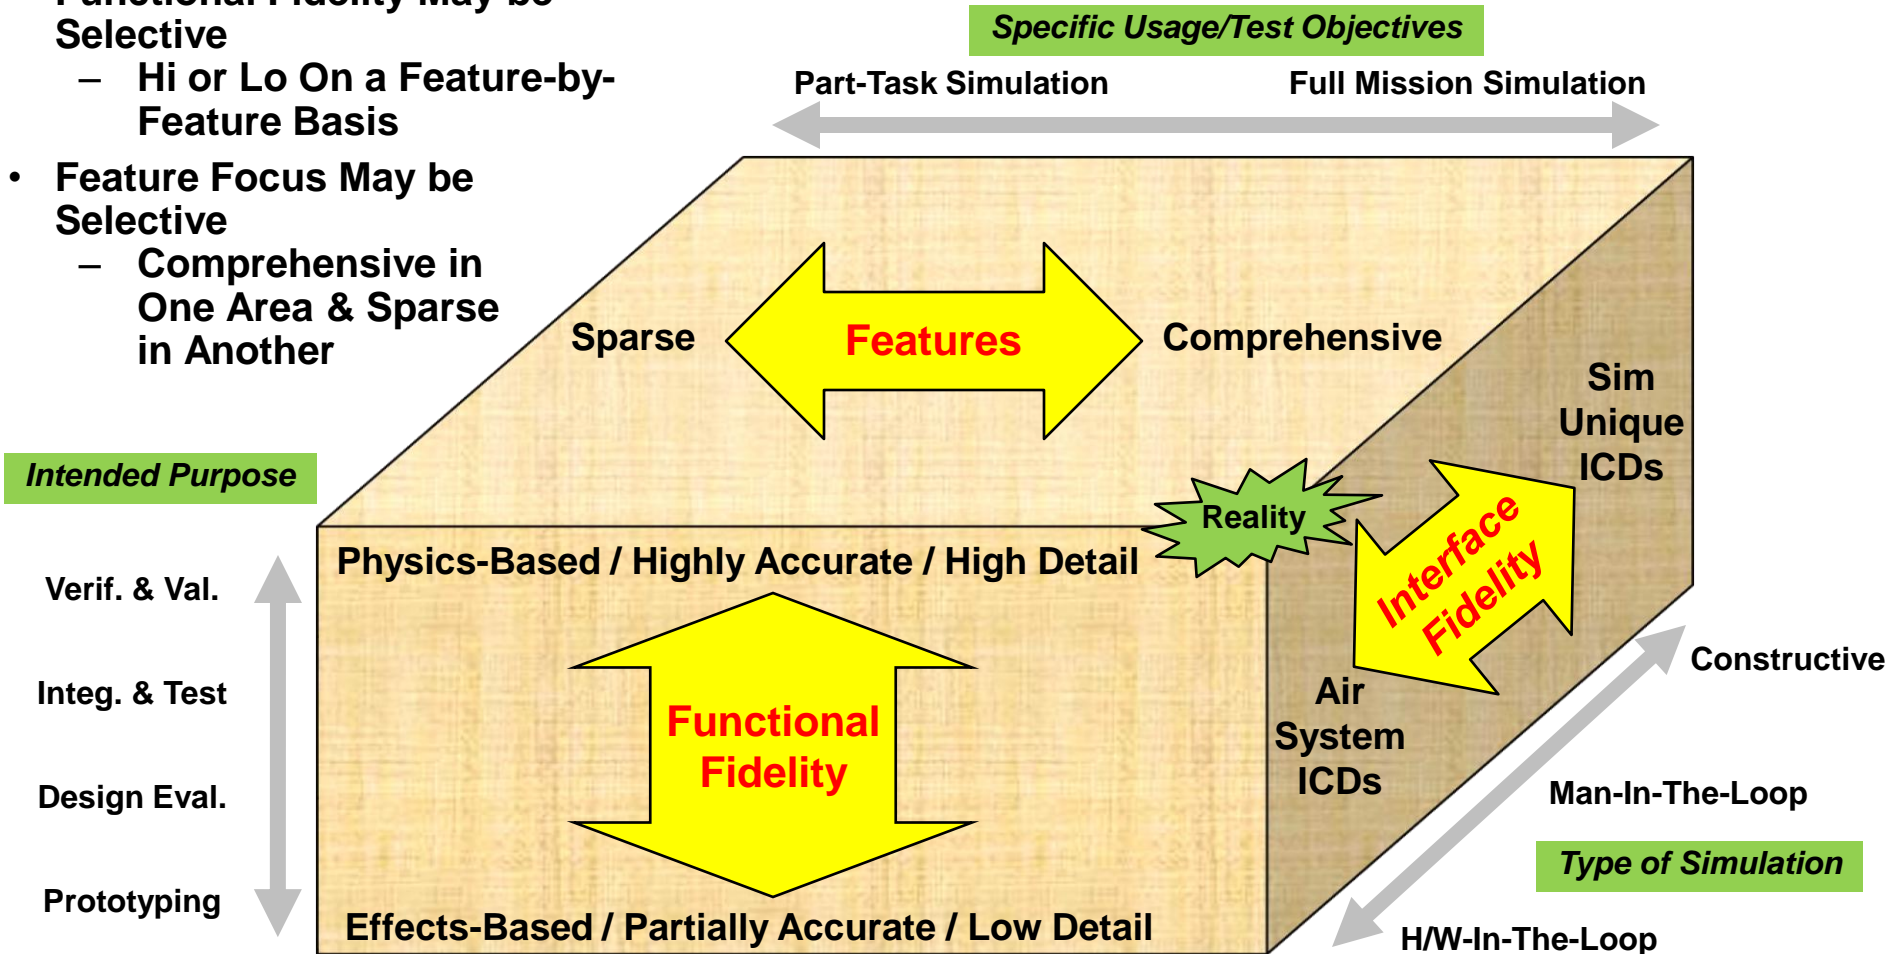 Functional Fidelity May be
Selective
– Hi or Lo On a Feature-by-
Feature Basis
• Feature Focus May be
Selective
– Comprehensive in
One Area & Sparse
in Another
Specific Usage/Test Objectives
Part-Task Simulation
Full Mission Simulation
Sparse
Features
Comprehensive
Sim
Unique
ICDs
Intended Purpose
Reality
Interface
Fidelity
Physics-Based / Highly Accurate / High Detail
Verif. & Val.
Integ. & Test
Design Eval.
Prototyping
Functional
Fidelity
Air
System
ICDs
Constructive
Man-In-The-Loop
Type of Simulation
H/W-In-The-Loop
Effects-Based / Partially Accurate / Low Detail